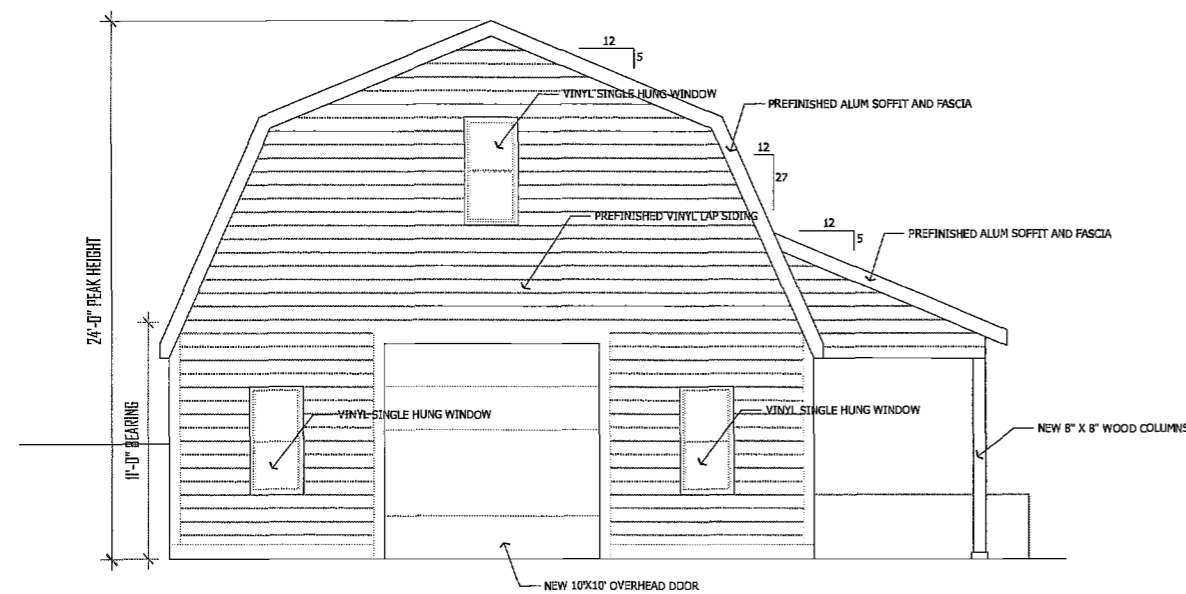 12
5
VINYL SINGLE HUNG WINDOW
PREFINISHED ALUM SOFFIT AND FASCIA
12
27
PREFINISHED VINYL LAP SIDING
12
5
PREFINISHED ALUM SOFFIT AND FASCIA
24'-0" PEAK HEIGHT
11'-0" BEARING
VINYL SINGLE HUNG WINDOW
VINYL SINGLE HUNG WINDOW
NEW 8" X 8" WOOD COLUMNS
NEW 10'X10' OVERHEAD DOOR